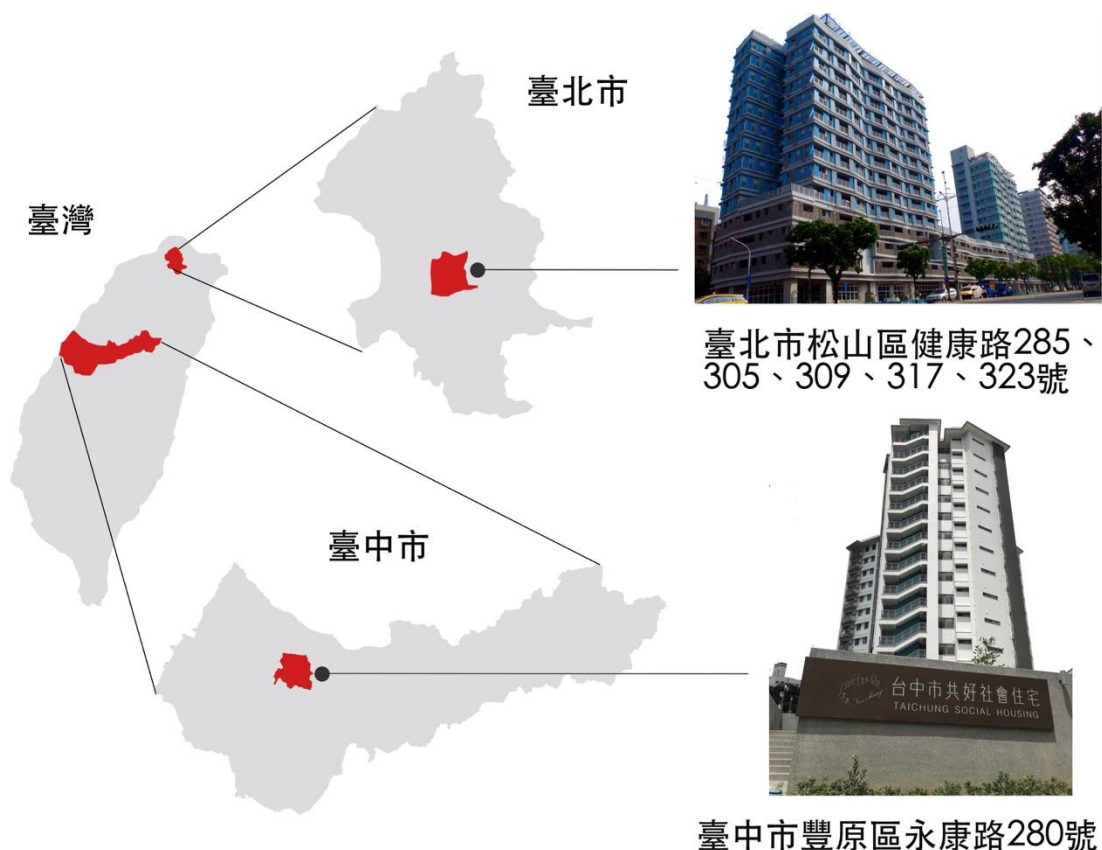 臺北市
臺灣
臺北市松山區健康路285、
305、309、317、323號
臺中市
台中市共好社會住宅
TAICHUNG SOCIAL HOUSING
臺中市豐原區永康路280號